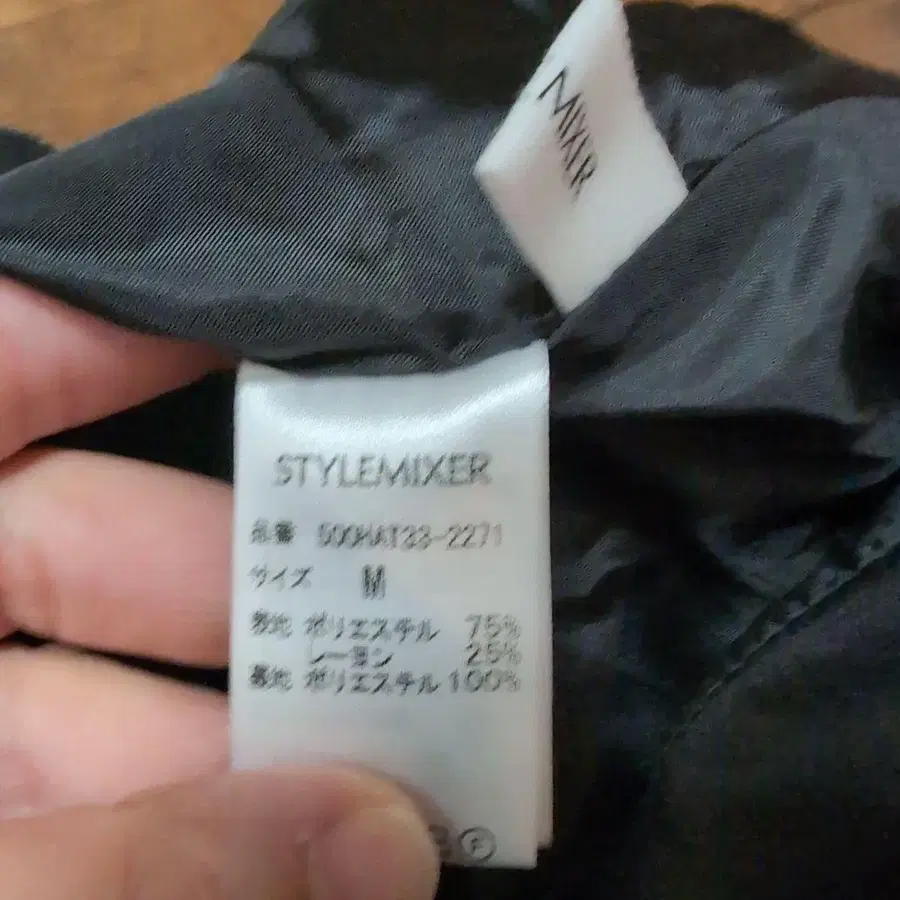 MIXER
STYLEMIXER
品番 500HAT33-2271
サイズ M
表地 ポリエステル 75%
レーヨン 25%
裏地 ポリエステル 100%
Ⓕ